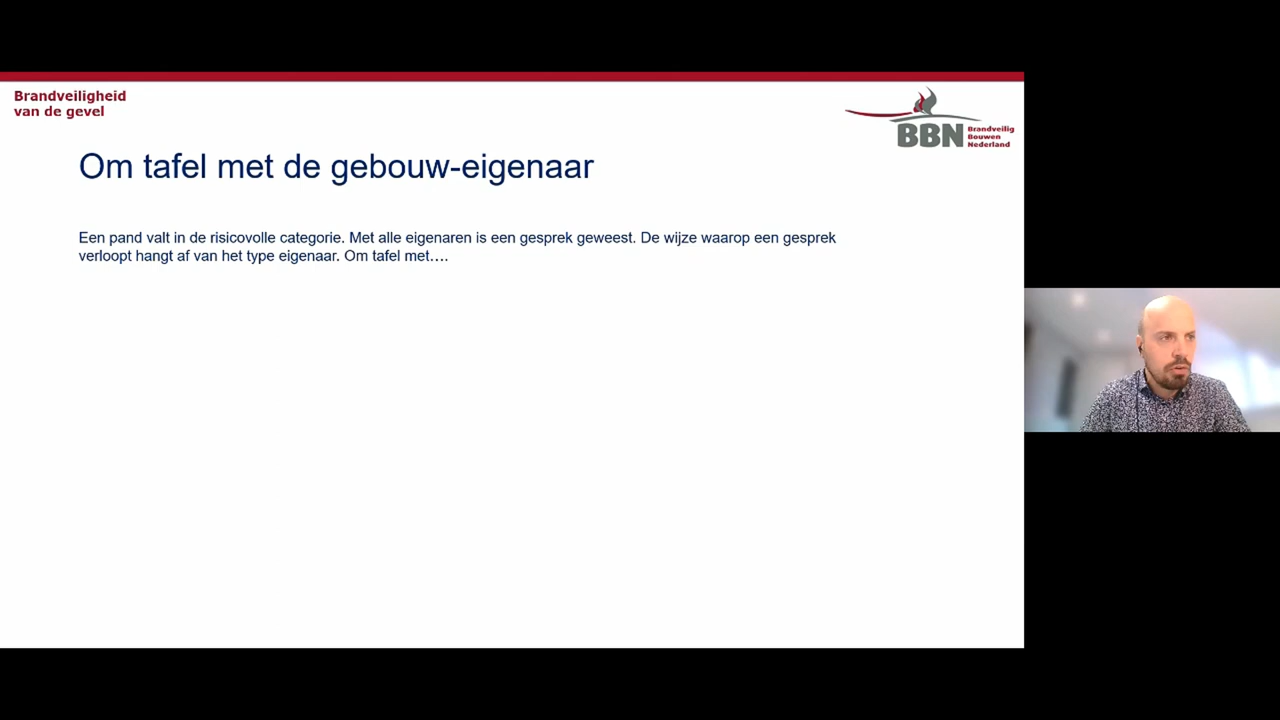 Brandveiligheid
van de gevel
BBN
Brandveilig
Bouwen
Nederland
Om tafel met de gebouw-eigenaar
Een pand valt in de risicovolle categorie. Met alle eigenaren is een gesprek geweest. De wijze waarop een gesprek
verloopt hangt af van het type eigenaar. Om tafel met….